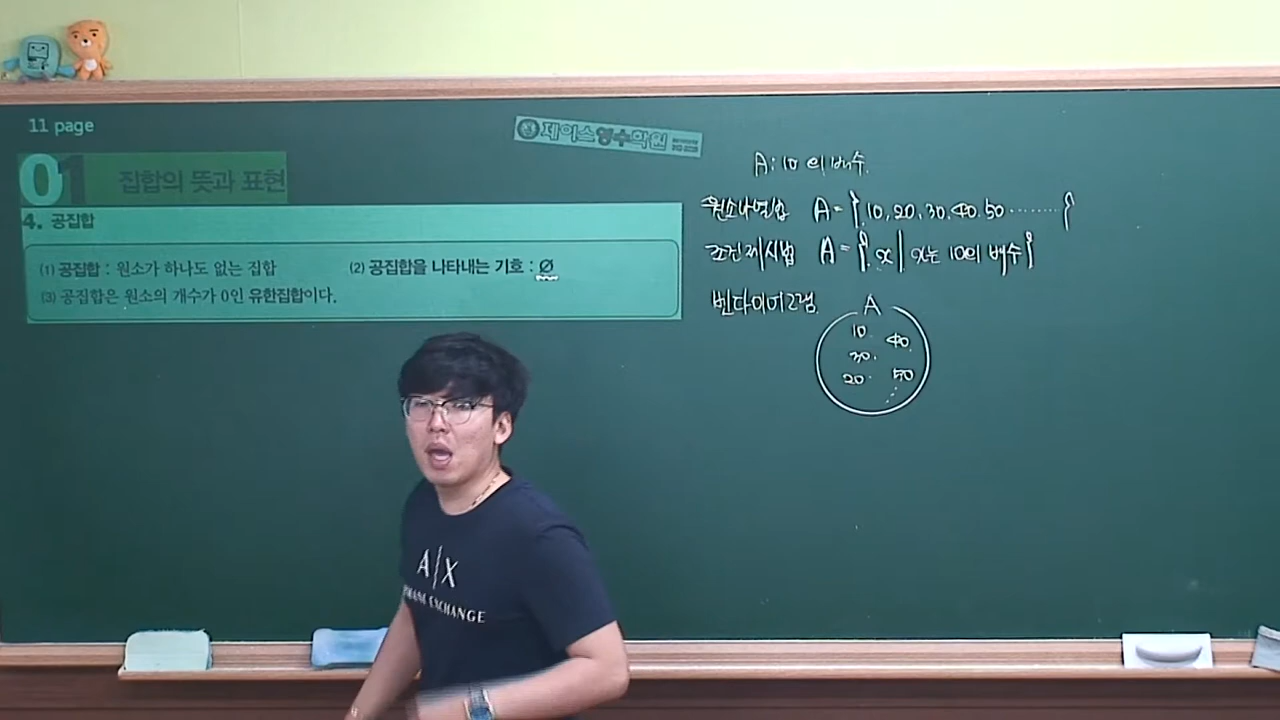 11 page
제이스영수학원
01 집합의 뜻과 표현
4. 공집합
(1) 공집합 : 원소가 하나도 없는 집합 (2) 공집합을 나타내는 기호 : Ø
(3) 공집합은 원소의 개수가 0인 유한집합이다.
A : 10의 배수
원소나열법 A = { 10, 20, 30, 40, 50 ········ }
조건제시법 A = { x | x는 10의 배수 }
벤다이어그램
A
10
40
30
20
50
A|X
EXCHANGE